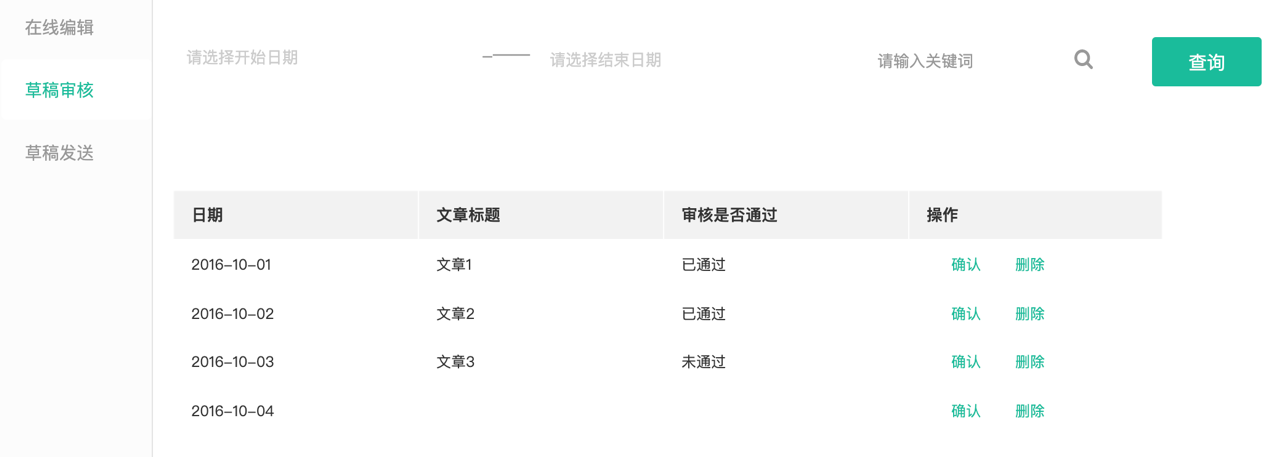 在线编辑
草稿审核
草稿发送
请选择开始日期 请选择结束日期 请输入关键词 查询
日期 文章标题 审核是否通过 操作
2016-10-01 文章1 已通过 确认 删除
2016-10-02 文章2 已通过 确认 删除
2016-10-03 文章3 未通过 确认 删除
2016-10-04 确认 删除